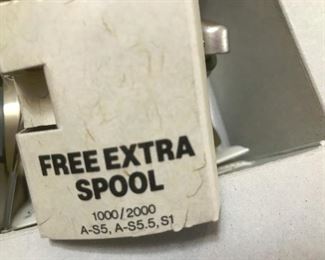 FREE EXTRA
SPOOL
1000/2000
A-S5, A-S5.5, S1